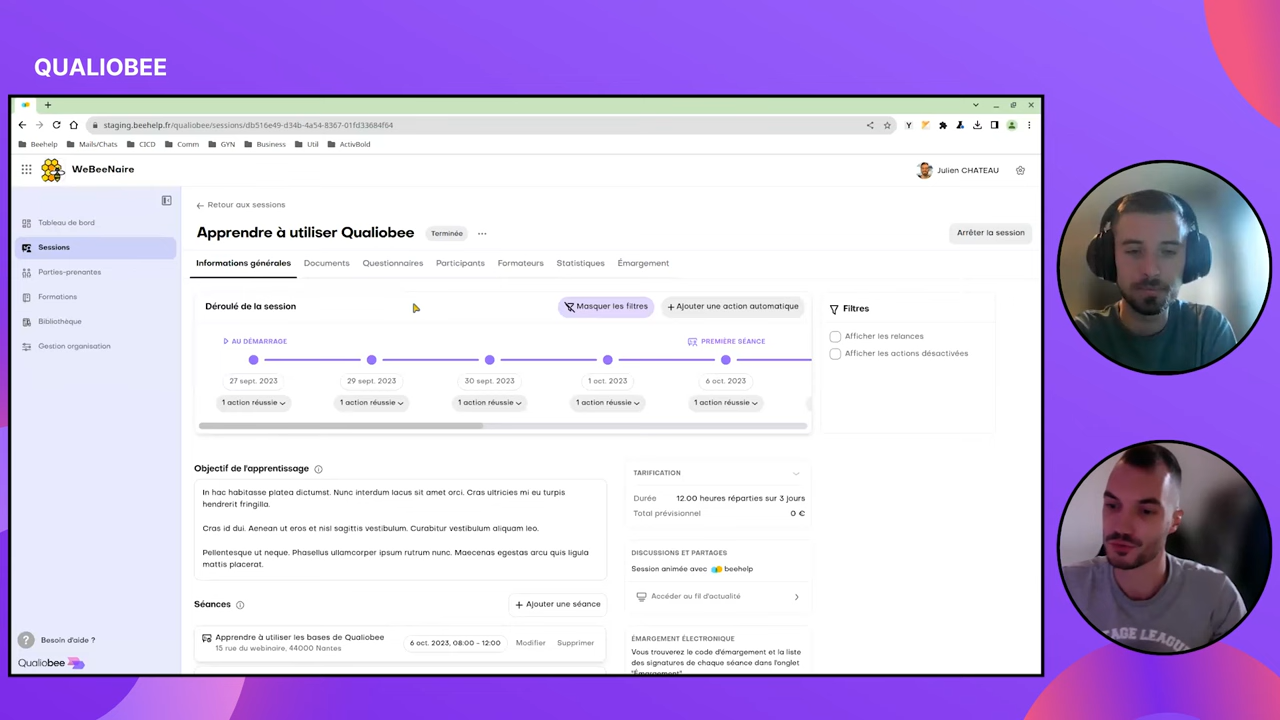 QUALIOBEE
staging.beehelp.fr/qualiobee/sessions/db516e49-d34b-4a54-8367-01fd33684f64
Beehelp Mails/Chats CICD Comm GYN Business Util ActivBold
WeBeeNaire
Julien CHATEAU
Tableau de bord
Sessions
Parties-prenantes
Formations
Bibliothèque
Gestion organisation
Besoin d'aide ?
Qualiobee
Retour aux sessions
Apprendre à utiliser Qualiobee Terminée
Arrêter la session
Informations générales Documents Questionnaires Participants Formateurs Statistiques Émargement
Déroulé de la session
Masquer les filtres
Ajouter une action automatique
AU DÉMARRAGE PREMIÈRE SÉANCE
27 sept. 2023 29 sept. 2023 30 sept. 2023 1 oct. 2023 6 oct. 2023
1 action réussie 1 action réussie 1 action réussie 1 action réussie 1 action réussie
Filtres
Afficher les relances
Afficher les actions désactivées
Objectif de l'apprentissage
In hac habitasse platea dictumst. Nunc interdum lacus sit amet orci. Cras ultricies mi eu turpis
hendrerit fringilla.
Cras id dui. Aenean ut eros et nisl sagittis vestibulum. Curabitur vestibulum aliquam leo.
Pellentesque ut neque. Phasellus ullamcorper ipsum rutrum nunc. Maecenas egestas arcu quis ligula
mattis placerat.
Séances
Ajouter une séance
Apprendre à utiliser les bases de Qualiobee
15 rue du webinaire, 44000 Nantes
6 oct. 2023, 08:00 - 12:00 Modifier Supprimer
TARIFICATION
Durée 12.00 heures réparties sur 3 jours
Total prévisionnel 0 €
DISCUSSIONS ET PARTAGES
Session animée avec beehelp
Accéder au fil d'actualité
ÉMARGEMENT ÉLECTRONIQUE
Vous trouverez le code d'émargement et la liste
des signatures de chaque séance dans l'onglet
"Émargement"